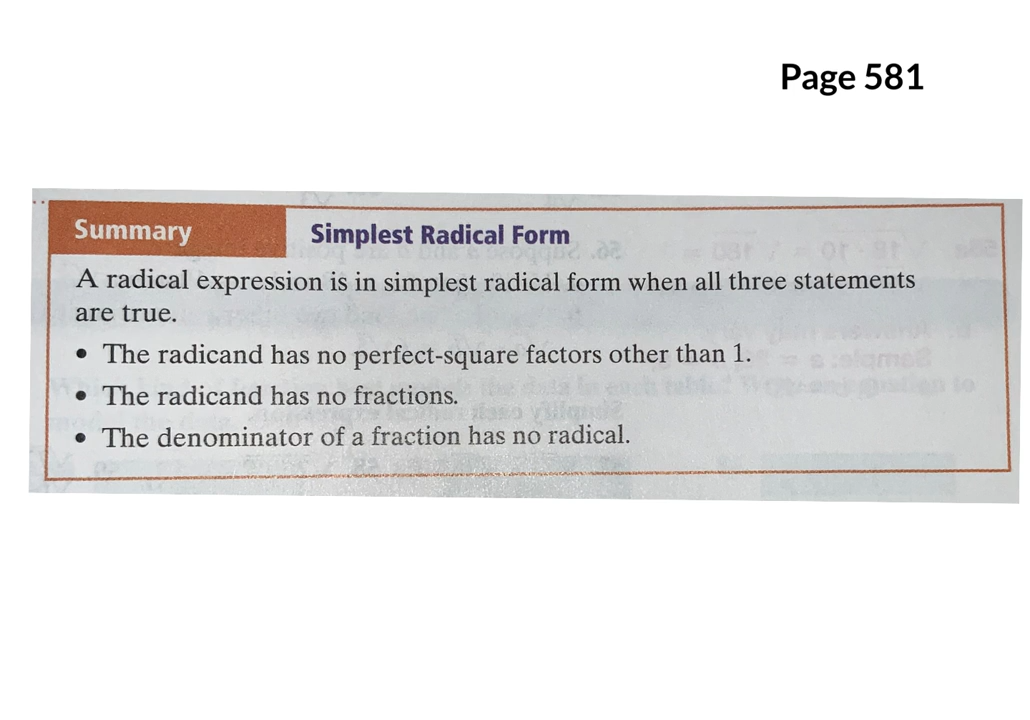 Page 581
Summary Simplest Radical Form
A radical expression is in simplest radical form when all three statements
are true.
• The radicand has no perfect-square factors other than 1.
• The radicand has no fractions.
• The denominator of a fraction has no radical.